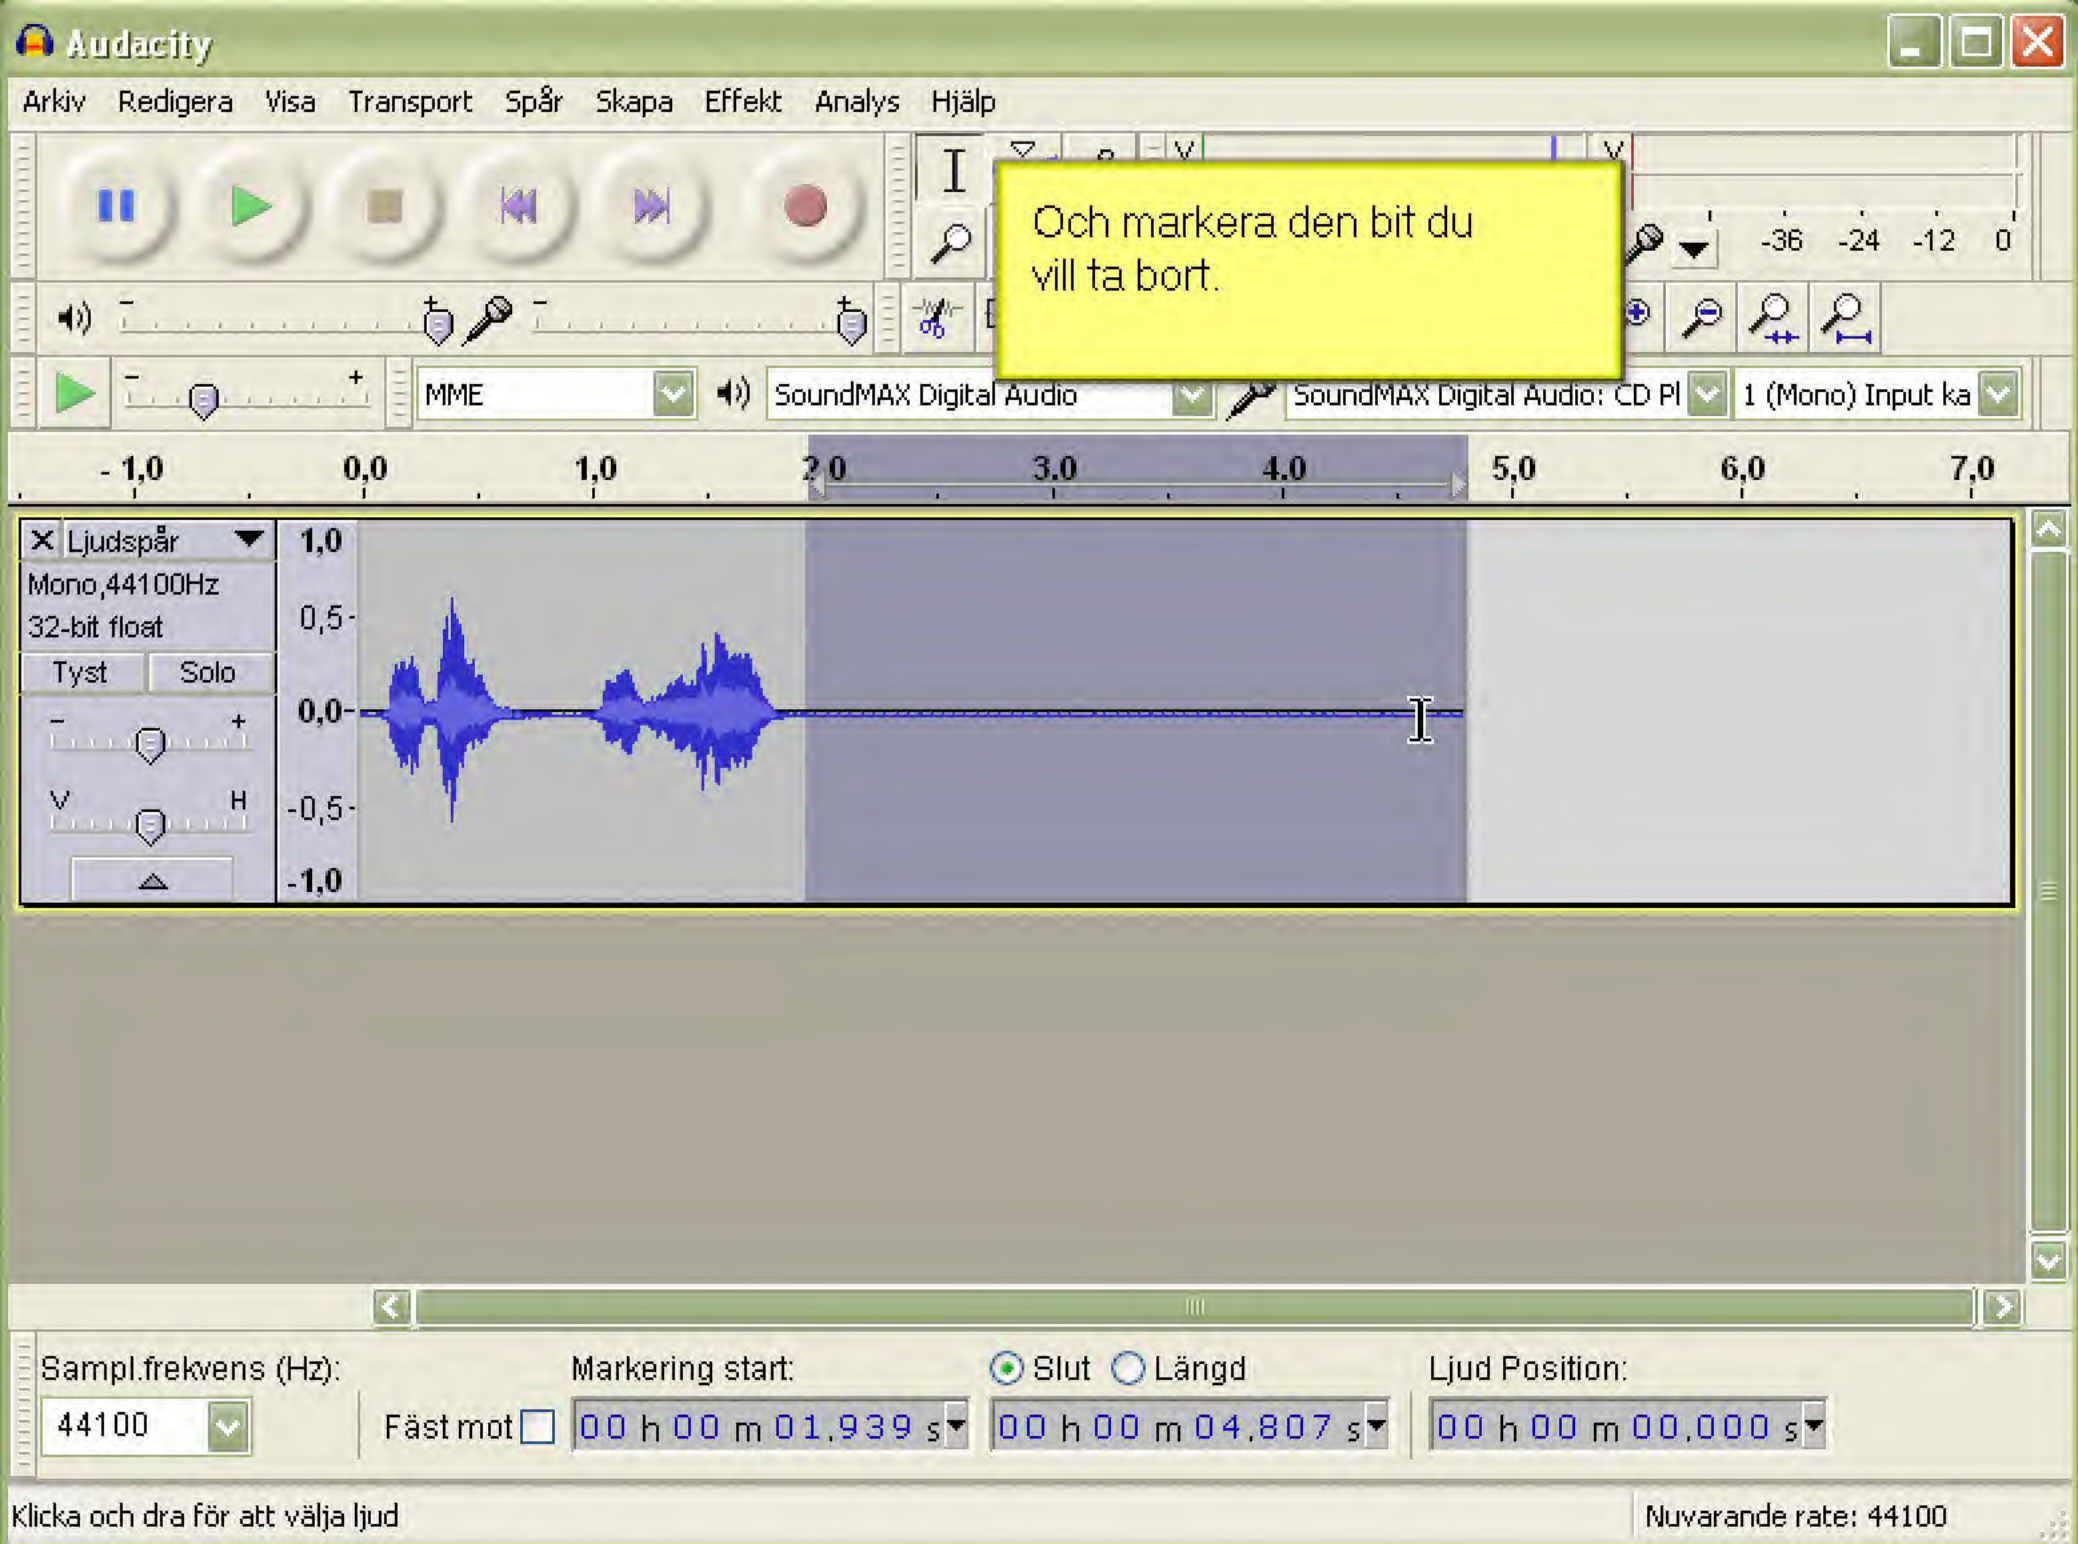 Audacity
Arkiv Redigera Visa Transport Spår Skapa Effekt Analys Hjälp
V V
Och markera den bit du
vill ta bort.
-36 -24 -12 0
- + - +
- + MME SoundMAX Digital Audio SoundMAX Digital Audio: CD Pl 1 (Mono) Input ka
- 1,0 0,0 1,0 2,0 3,0 4,0 5,0 6,0 7,0
X Ljudspår 1,0
Mono,44100Hz
0,5-
32-bit float
Tyst Solo
0,0-
- +
V H
-0,5-
-1,0
Sampl.frekvens (Hz): Markering start: Slut Längd Ljud Position:
44100 Fäst mot 00 h 00 m 01,939 s 00 h 00 m 04,807 s 00 h 00 m 00,000 s
Klicka och dra för att välja ljud Nuvarande rate: 44100